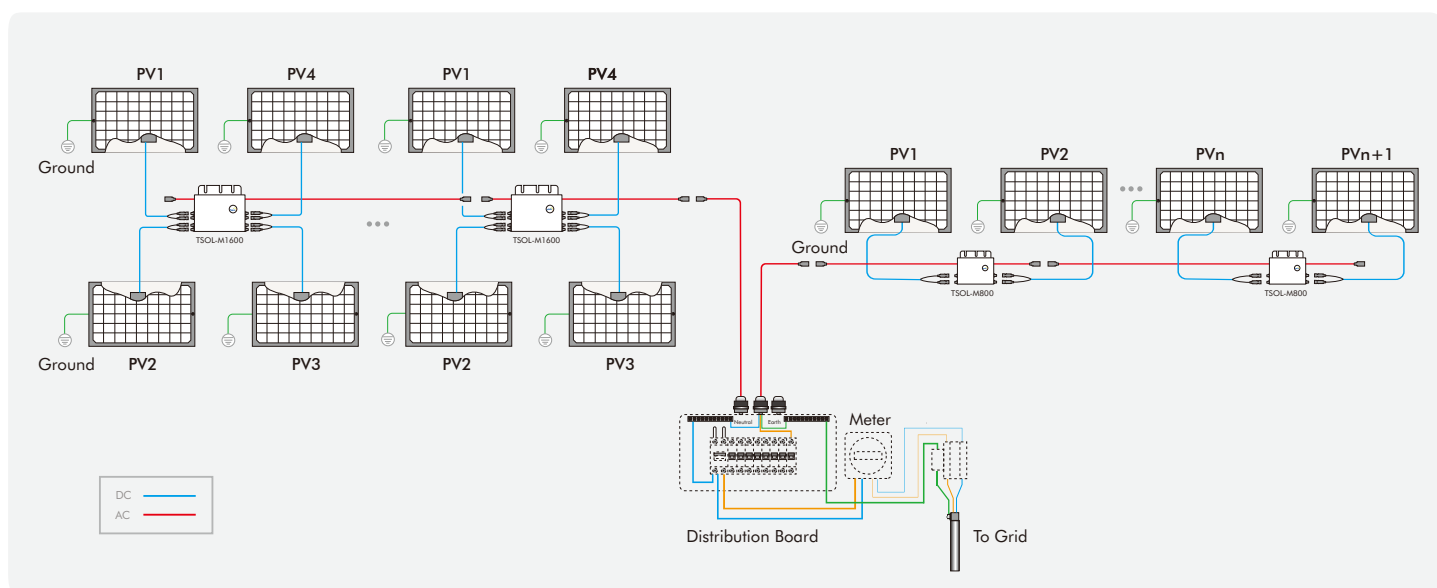 PV1
PV4
PV1
PV4
Ground
TSOL-M1600
TSOL-M1600
Ground
PV2
PV3
PV2
PV3
PV1
PV2
PVn
PVn+1
Ground
TSOL-M800
TSOL-M800
Neutral
Earth
Meter
Distribution Board
To Grid
DC
AC